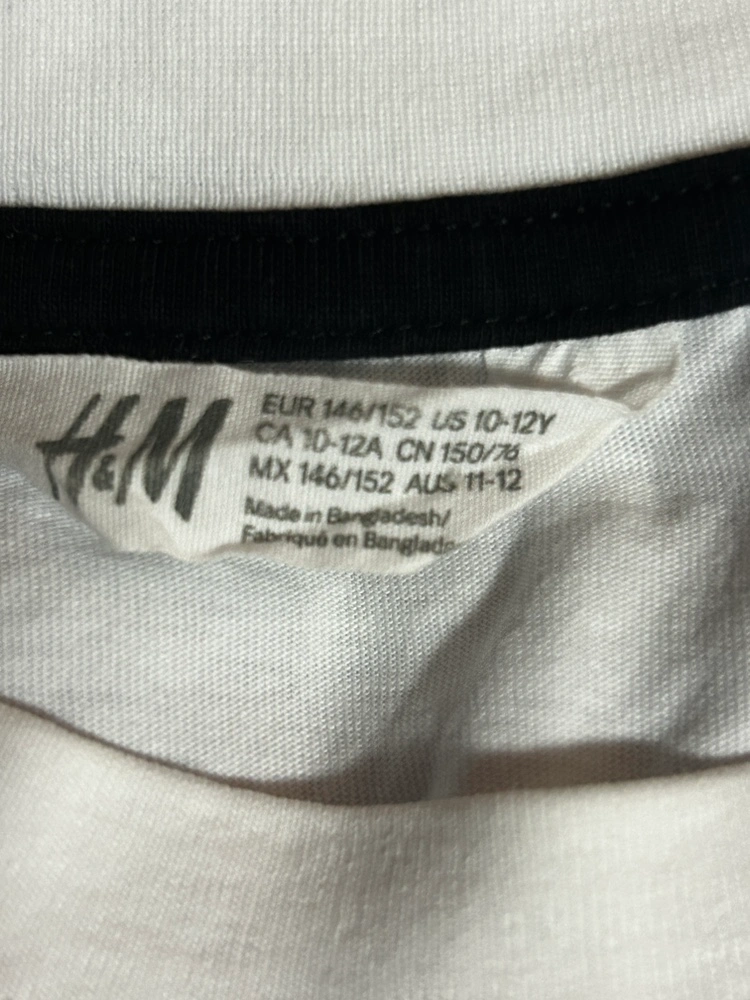 H&M
EUR 146/152 US 10-12Y
CA 10-12A CN 150/76
MX 146/152 AUS 11-12
Made in Bangladesh/
Fabriqué en